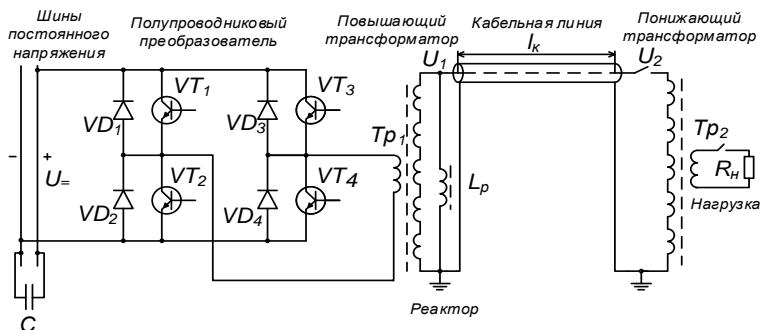 Шины
постоянного
напряжения
Полупроводниковый
преобразователь
Повышающий
трансформатор
Кабельная линия
Понижающий
трансформатор
U1
lк
U2
VT1
VT3
VD1
VD3
Тр1
Тр2
− +
U=
VT2
VT4
Lр
Rн
VD2
VD4
Нагрузка
Реактор
C